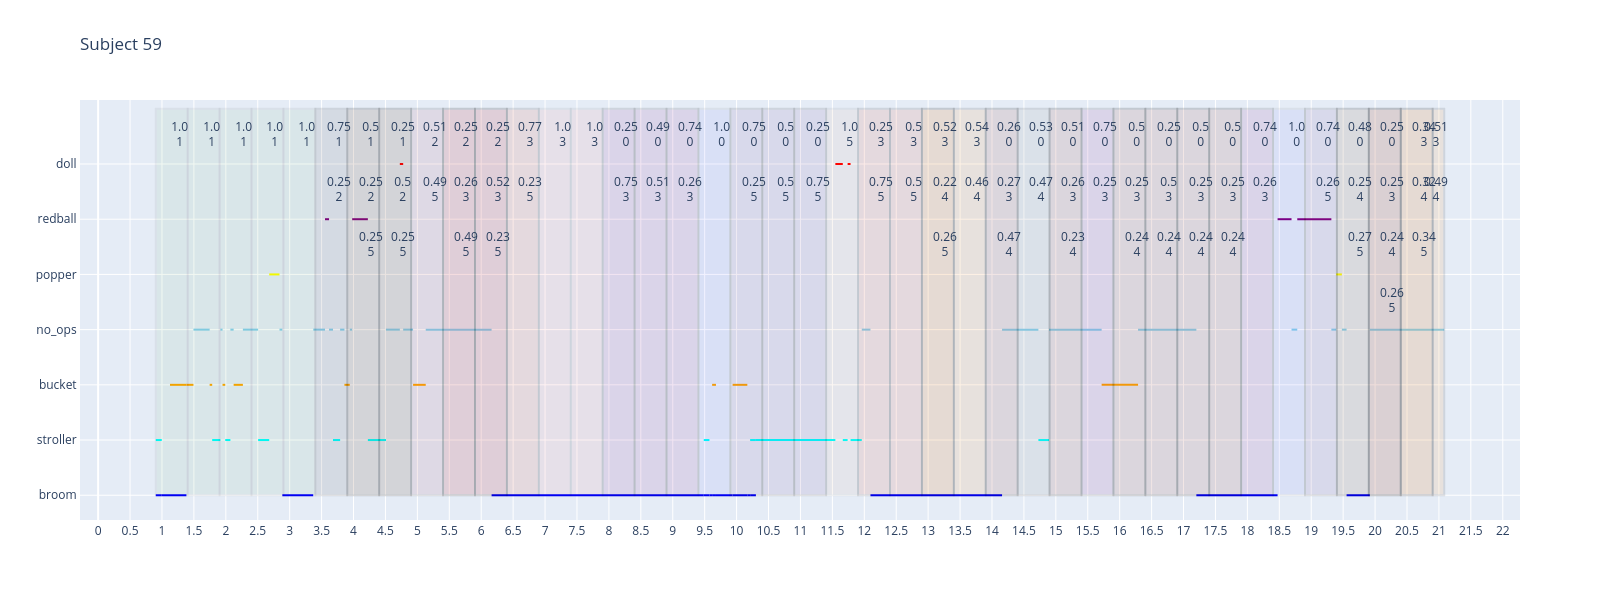 Subject 59
1.0 1.0 1.0 1.0 1.0 0.75 0.5 0.25 0.51 0.25 0.25 0.77 1.0 1.0 0.25 0.49 0.74 1.0 0.75 0.5 0.25 1.0 0.25 0.5 0.52 0.54 0.26 0.53 0.51 0.75 0.5 0.25 0.5 0.5 0.74 1.0 0.74 0.48 0.25 0.34 0.51
1 1 1 1 1 1 1 1 2 2 2 3 3 3 0 0 0 0 0 0 0 5 3 3 3 3 0 0 0 0 0 0 0 0 0 0 0 0 0 3 3
doll
0.25 0.25 0.5 0.49 0.26 0.52 0.23 0.75 0.51 0.26 0.25 0.5 0.75 0.75 0.5 0.22 0.46 0.27 0.47 0.26 0.25 0.25 0.5 0.25 0.25 0.26 0.26 0.25 0.25 0.32 0.49
2 2 2 5 3 3 5 3 3 3 5 5 5 5 5 4 4 3 4 3 3 3 3 3 3 3 5 4 3 4 4
redball
0.25 0.25 0.49 0.23 0.26 0.47 0.23 0.24 0.24 0.24 0.24 0.27 0.24 0.34
5 5 5 5 5 4 4 4 4 4 4 5 4 5
popper
0.26
5
no_ops
bucket
stroller
broom
0 0.5 1 1.5 2 2.5 3 3.5 4 4.5 5 5.5 6 6.5 7 7.5 8 8.5 9 9.5 10 10.5 11 11.5 12 12.5 13 13.5 14 14.5 15 15.5 16 16.5 17 17.5 18 18.5 19 19.5 20 20.5 21 21.5 22